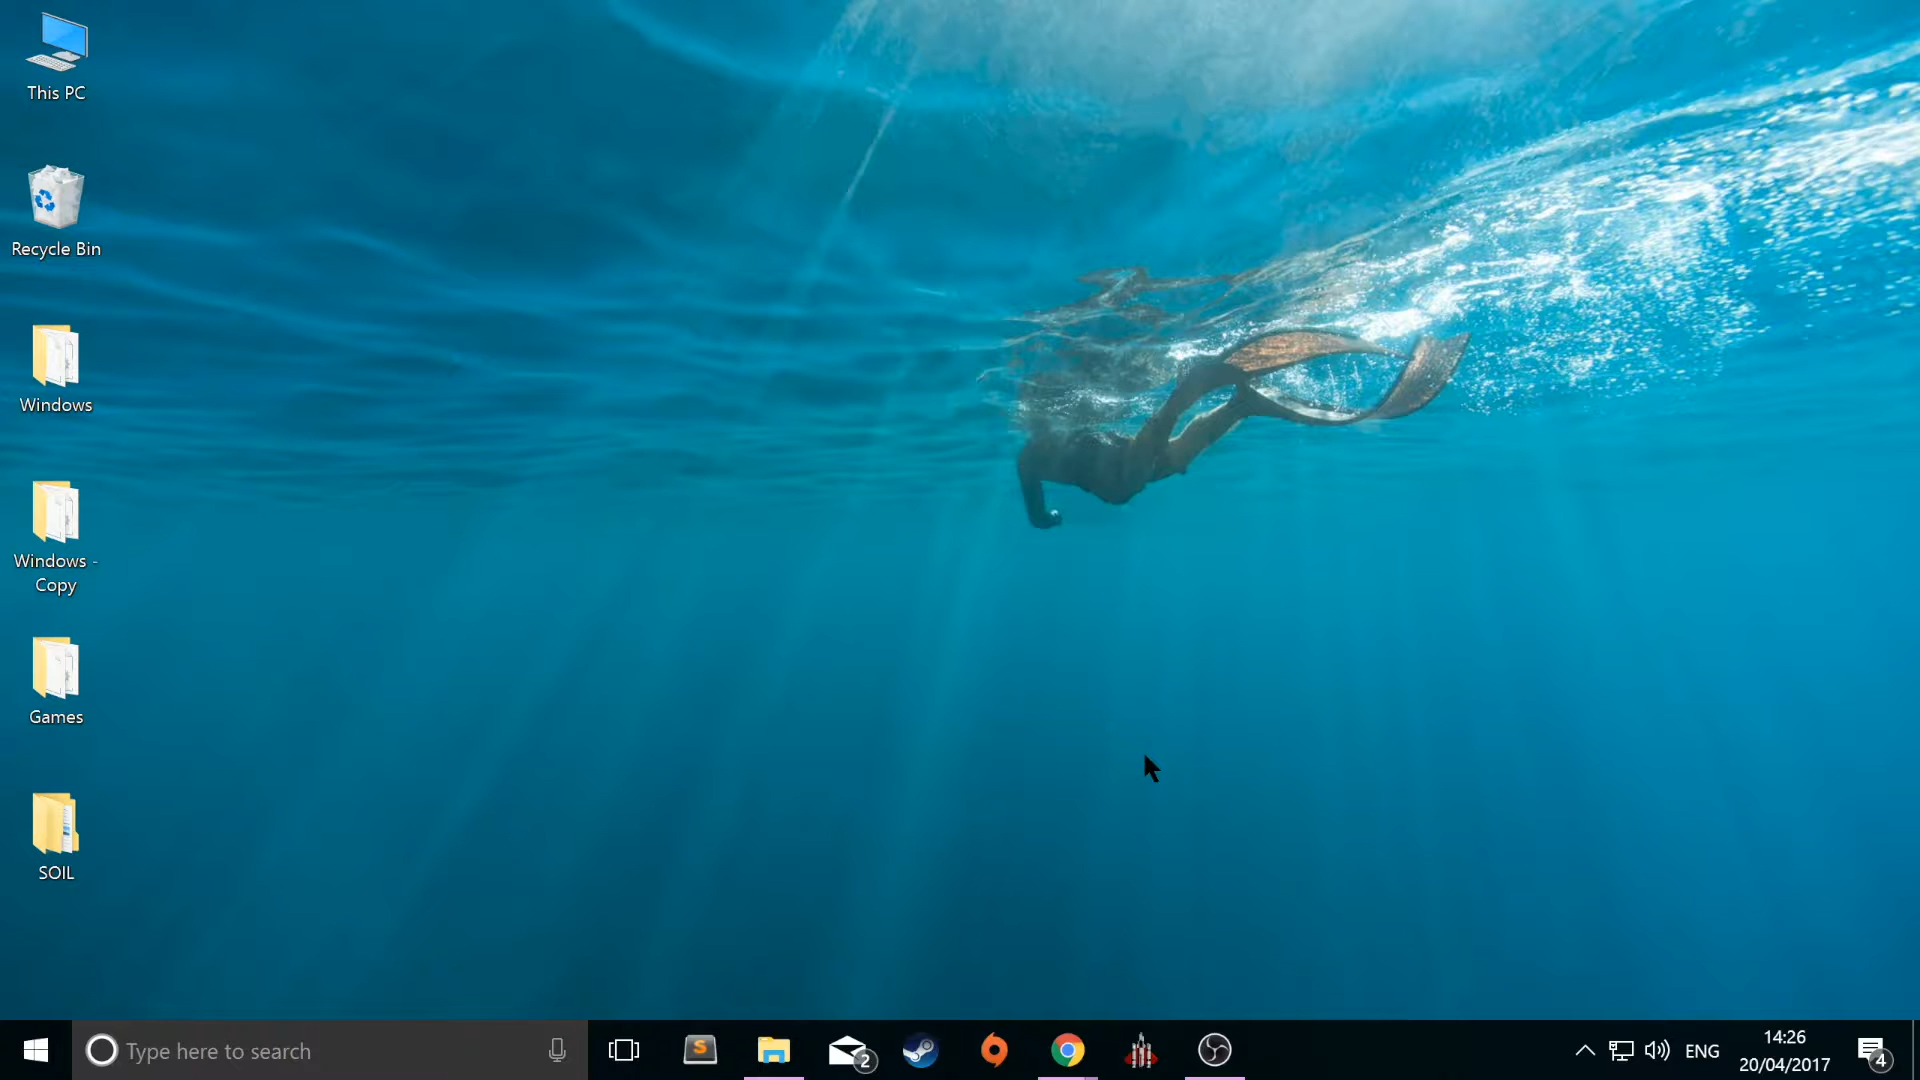 This PC
Recycle Bin
Windows
Windows -
Copy
Games
SOIL
Type here to search
S
2
ENG
14:26
20/04/2017
4